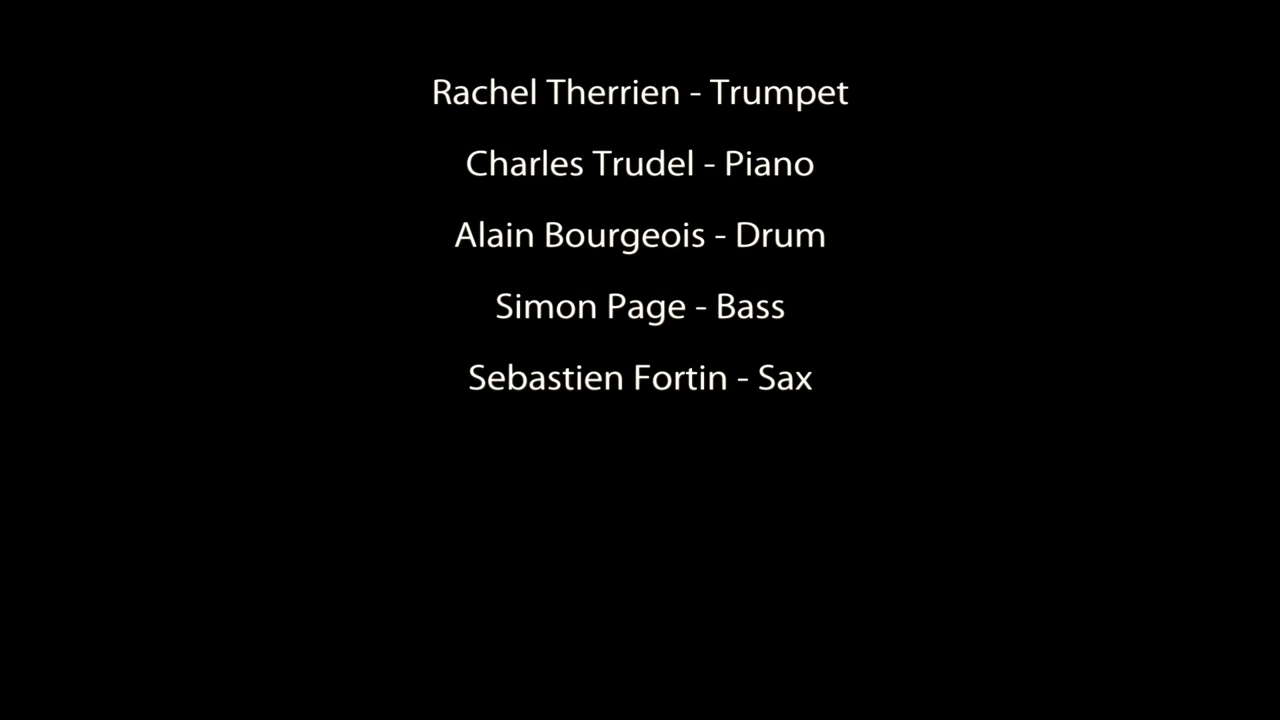 Rachel Therrien - Trumpet
Charles Trudel - Piano
Alain Bourgeois - Drum
Simon Page - Bass
Sebastien Fortin - Sax